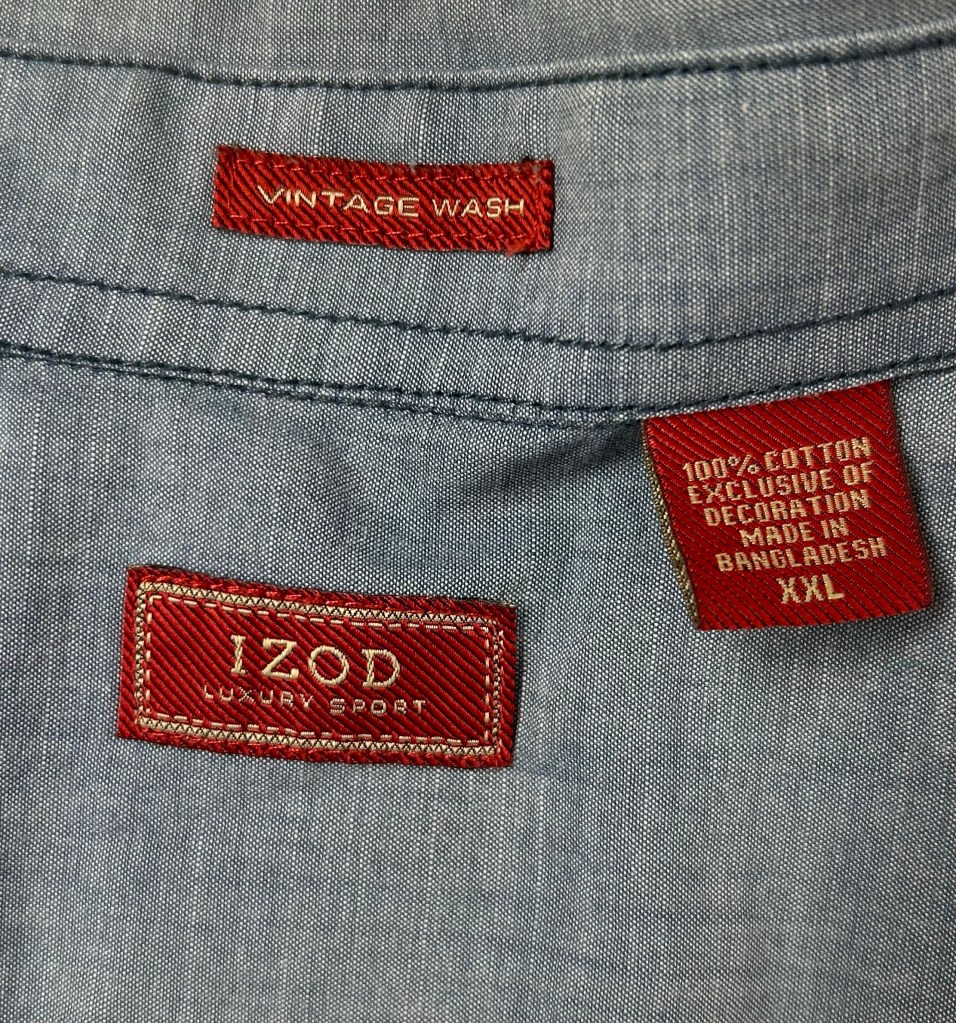 VINTAGE WASH
100% COTTON
EXCLUSIVE OF
DECORATION
MADE IN
BANGLADESH
XXL
IZOD
LUXURY SPORT